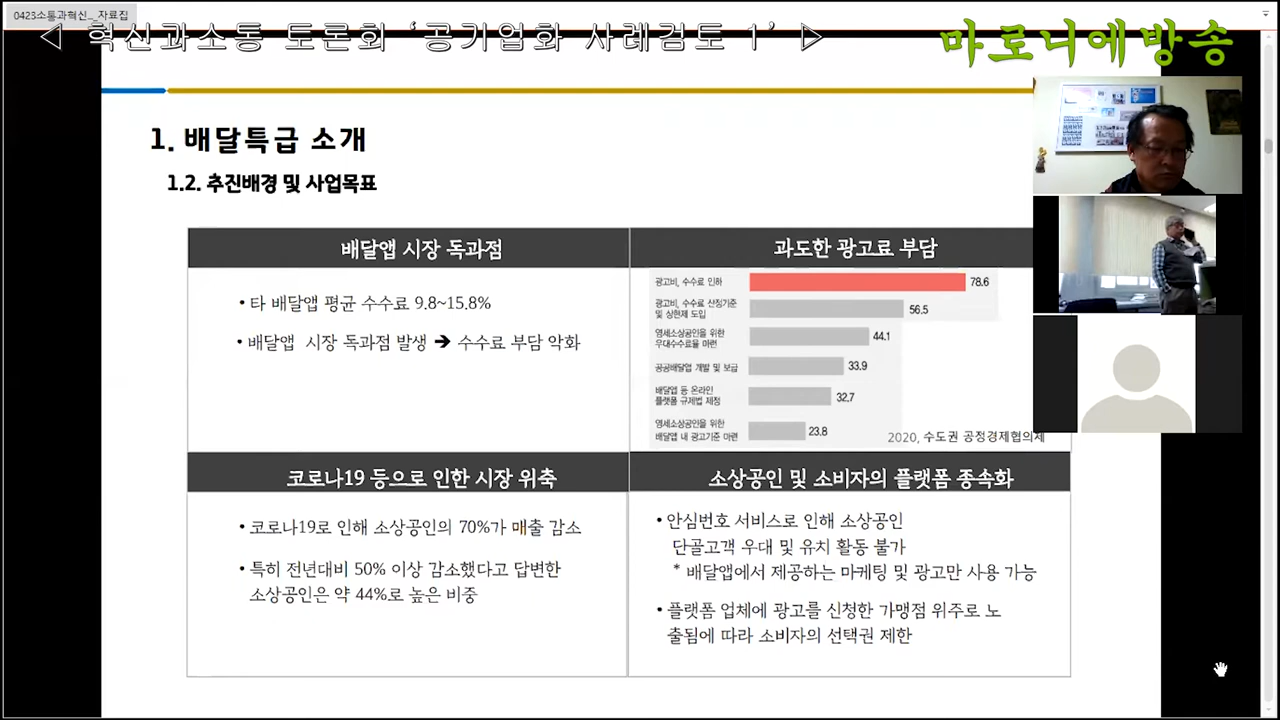 0423소통과혁신_ 자료집
◁ 혁신과소통 토론회 '공기업화 사례검토 1' ▷
마로니에방송
1. 배달특급 소개
1.2. 추진배경 및 사업목표
배달앱 시장 독과점
• 타 배달앱 평균 수수료 9.8~15.8%
• 배달앱 시장 독과점 발생 ➔ 수수료 부담 악화
과도한 광고료 부담
광고비, 수수료 인하 78.6
광고비, 수수료 산정기준
및 상한제 도입 56.5
영세소상공인을 위한
우대수수료율 마련 44.1
공공배달앱 개발 및 보급 33.9
배달앱 등 온라인
플랫폼 규제법 제정 32.7
영세소상공인을 위한
배달앱 내 광고기준 마련 23.8
2020, 수도권 공정경제협의체
코로나19 등으로 인한 시장 위축
• 코로나19로 인해 소상공인의 70%가 매출 감소
• 특히 전년대비 50% 이상 감소했다고 답변한
소상공인은 약 44%로 높은 비중
소상공인 및 소비자의 플랫폼 종속화
• 안심번호 서비스로 인해 소상공인
단골고객 우대 및 유치 활동 불가
* 배달앱에서 제공하는 마케팅 및 광고만 사용 가능
• 플랫폼 업체에 광고를 신청한 가맹점 위주로 노
출됨에 따라 소비자의 선택권 제한